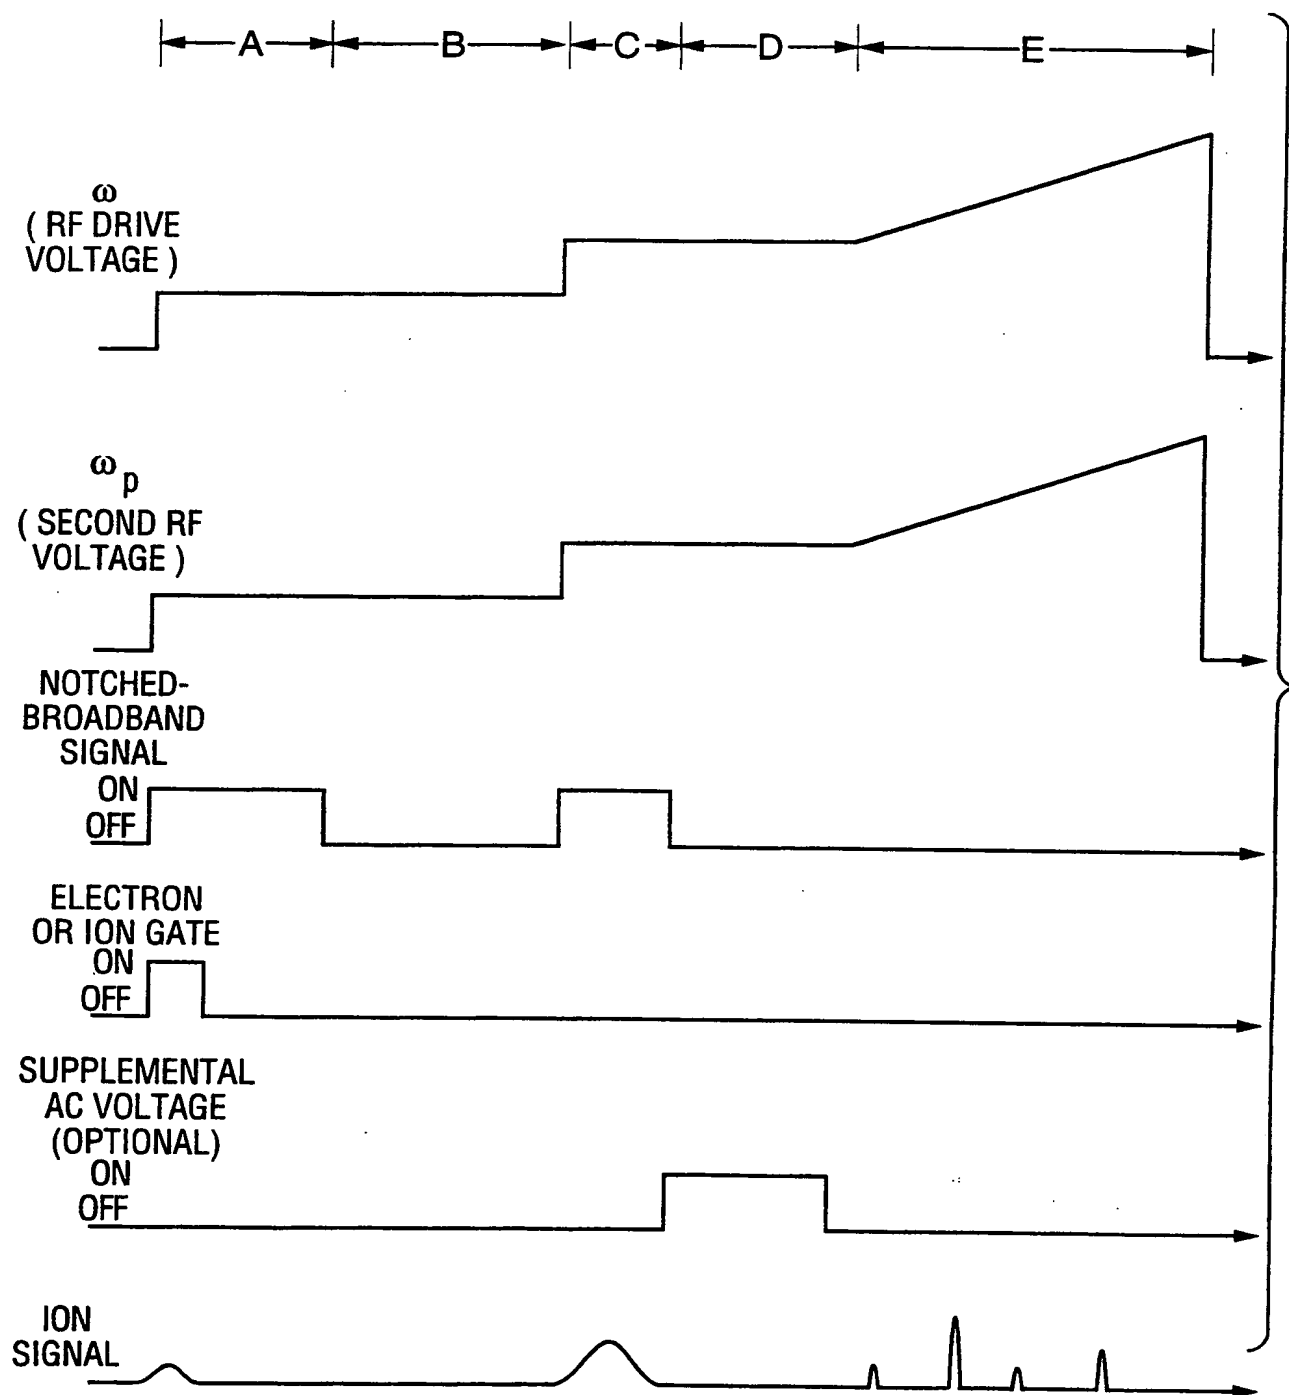 A B C D E
ω
( RF DRIVE
VOLTAGE )
ωp
( SECOND RF
VOLTAGE )
NOTCHED-
BROADBAND
SIGNAL
ON
OFF
ELECTRON
OR ION GATE
ON
OFF
SUPPLEMENTAL
AC VOLTAGE
(OPTIONAL)
ON
OFF
ION
SIGNAL